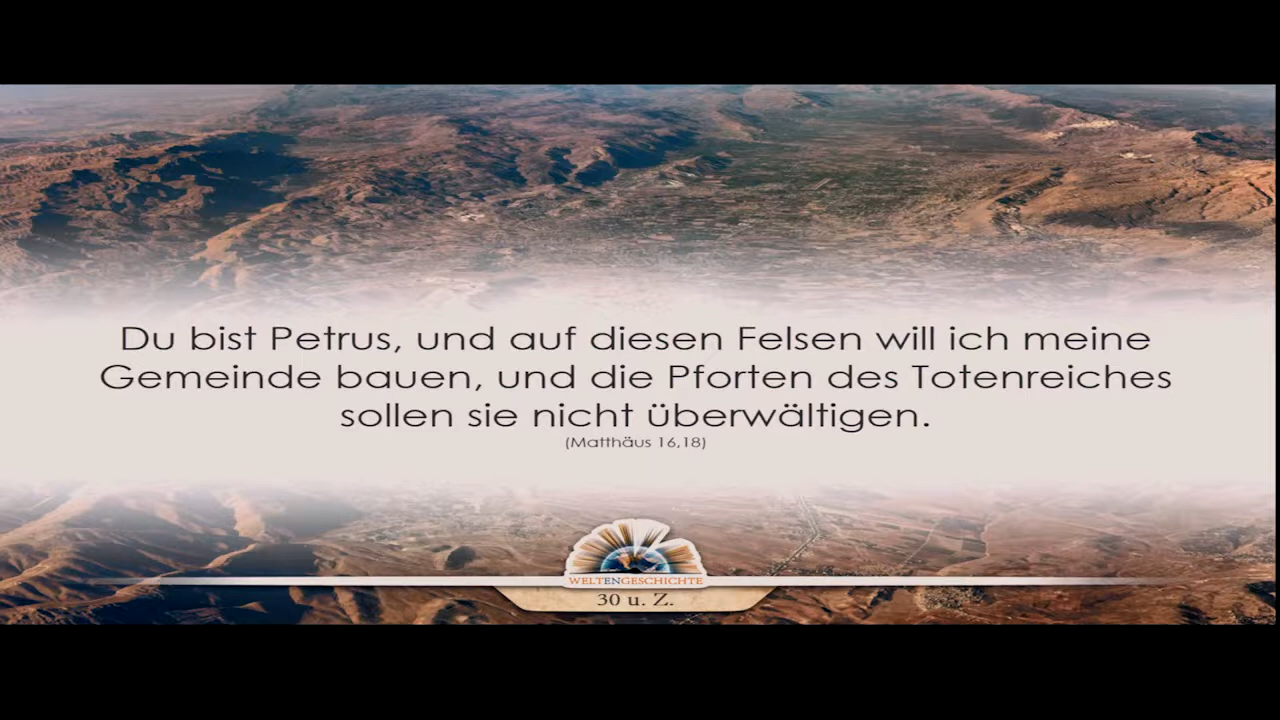 Du bist Petrus, und auf diesen Felsen will ich meine
Gemeinde bauen, und die Pforten des Totenreiches
sollen sie nicht überwältigen.
(Matthäus 16,18)
WELTENGESCHICHTE
30 u. Z.